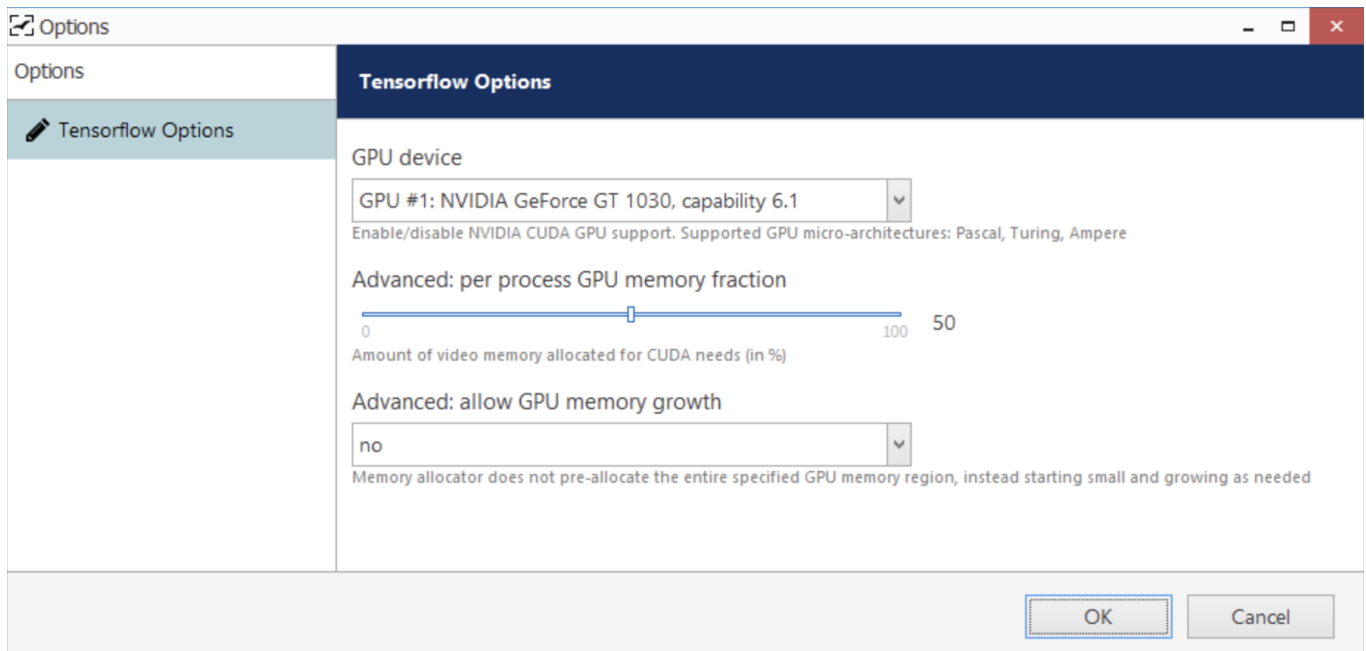 Options
Options
Tensorflow Options
Tensorflow Options
GPU device
GPU #1: NVIDIA GeForce GT 1030, capability 6.1
Enable/disable NVIDIA CUDA GPU support. Supported GPU micro-architectures: Pascal, Turing, Ampere
Advanced: per process GPU memory fraction
0 100 50
Amount of video memory allocated for CUDA needs (in %)
Advanced: allow GPU memory growth
no
Memory allocator does not pre-allocate the entire specified GPU memory region, instead starting small and growing as needed
OK Cancel